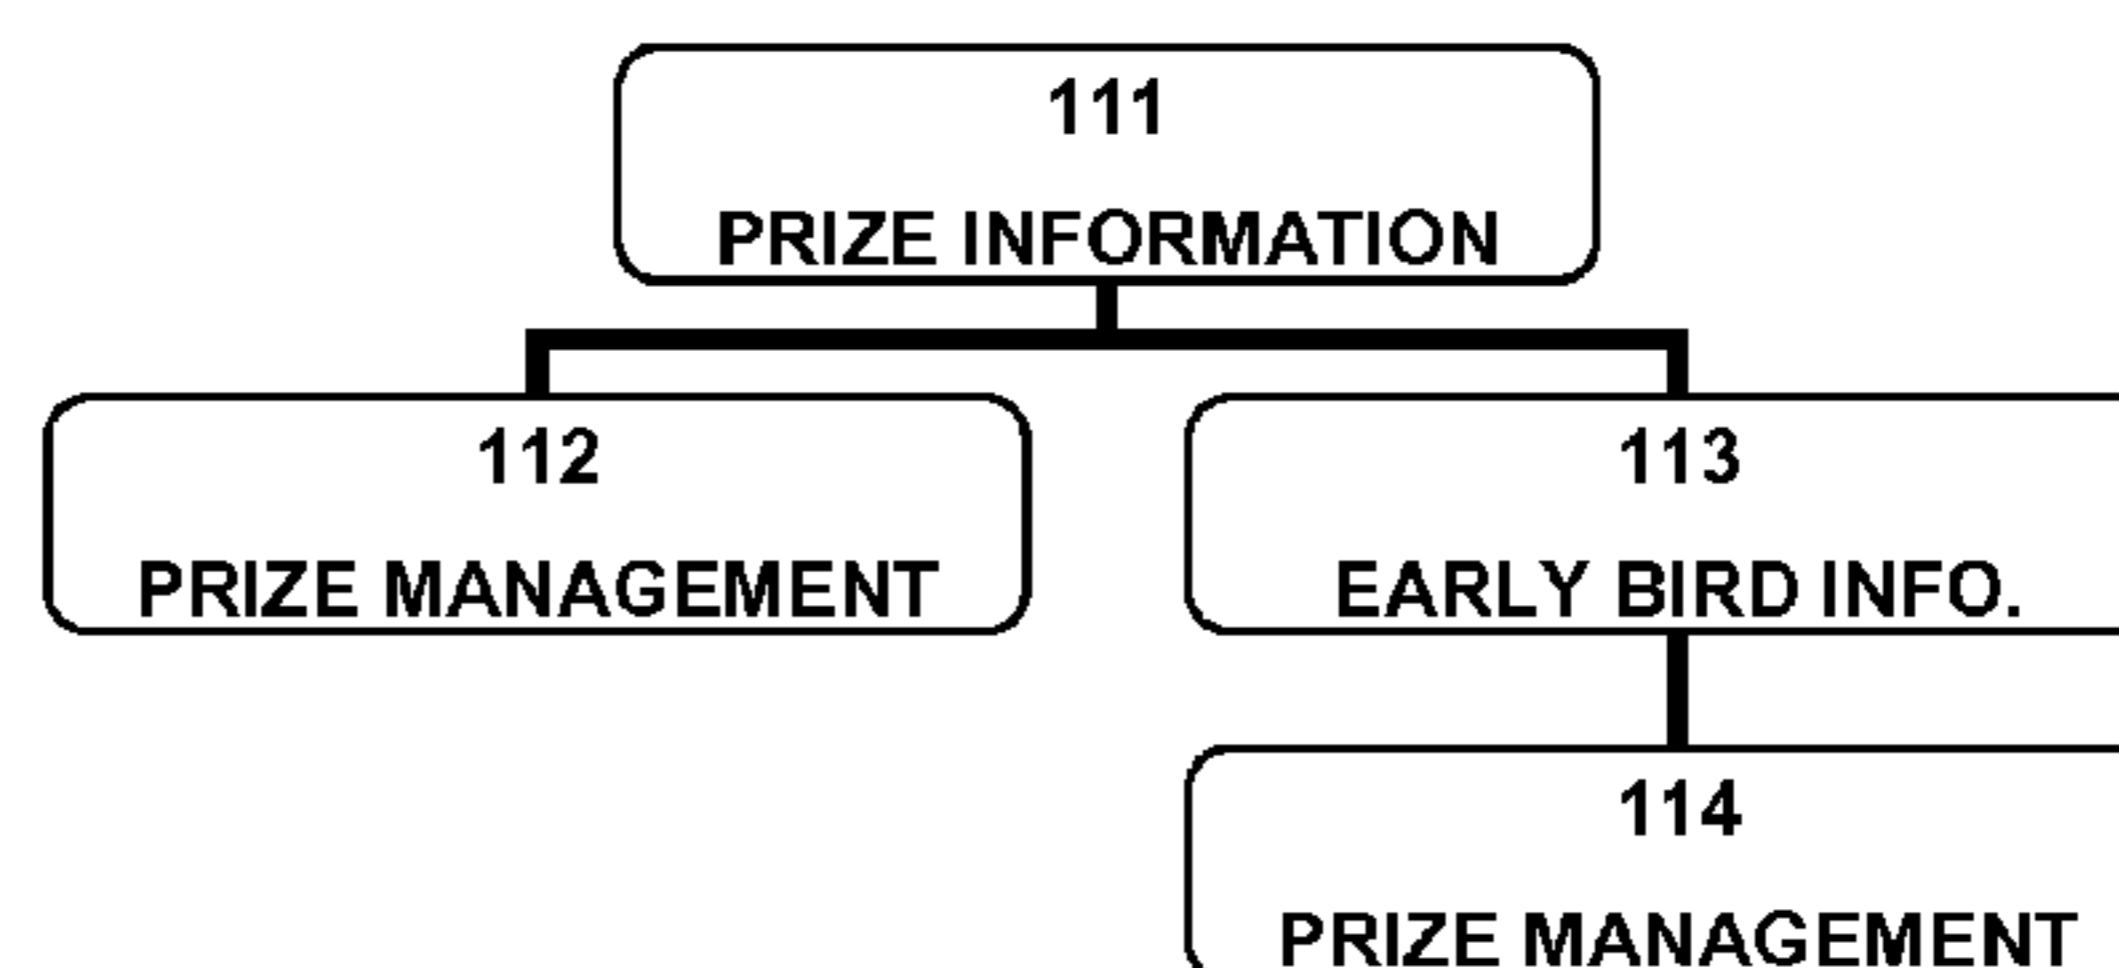 111
PRIZE INFORMATION
112
PRIZE MANAGEMENT
113
EARLY BIRD INFO.
114
PRIZE MANAGEMENT